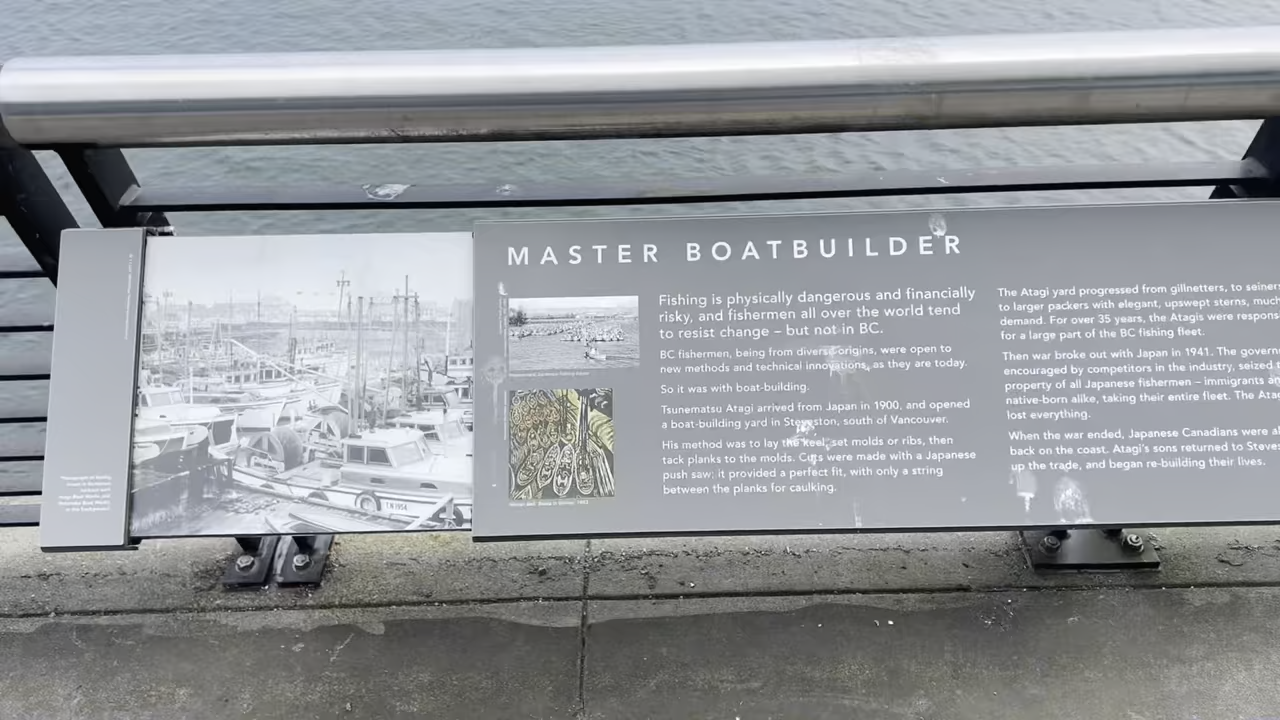 MASTER BOATBUILDER
Fishing is physically dangerous and financially
risky, and fishermen all over the world tend
to resist change – but not in BC.
BC fishermen, being from diverse origins, were open to
new methods and technical innovations, as they are today.
So it was with boat-building.
Tsunematsu Atagi arrived from Japan in 1900, and opened
a boat-building yard in Steveston, south of Vancouver.
His method was to lay the keel, set molds or ribs, then
tack planks to the molds. Cuts were made with a Japanese
push saw; it provided a perfect fit, with only a string
between the planks for caulking.
The Atagi yard progressed from gillnetters, to seiners
to larger packers with elegant, upswept sterns, much
demand. For over 35 years, the Atagis were respons
for a large part of the BC fishing fleet.
Then war broke out with Japan in 1941. The govern
encouraged by competitors in the industry, seized
property of all Japanese fishermen – immigrants a
native-born alike, taking their entire fleet. The Ata
lost everything.
When the war ended, Japanese Canadians were al
back on the coast. Atagi's sons returned to Steves
up the trade, and began re-building their lives.